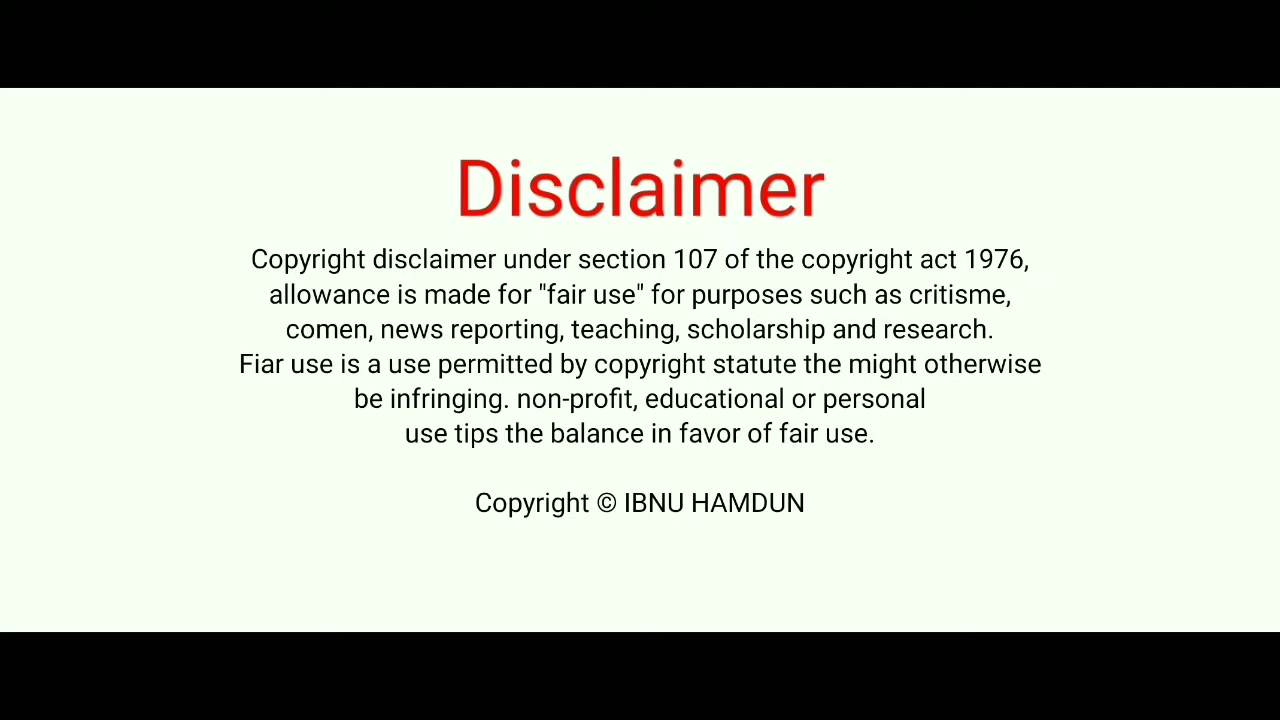 Disclaimer
Copyright disclaimer under section 107 of the copyright act 1976,
allowance is made for "fair use" for purposes such as critisme,
comen, news reporting, teaching, scholarship and research.
Fiar use is a use permitted by copyright statute the might otherwise
be infringing. non-profit, educational or personal
use tips the balance in favor of fair use.
Copyright © IBNU HAMDUN